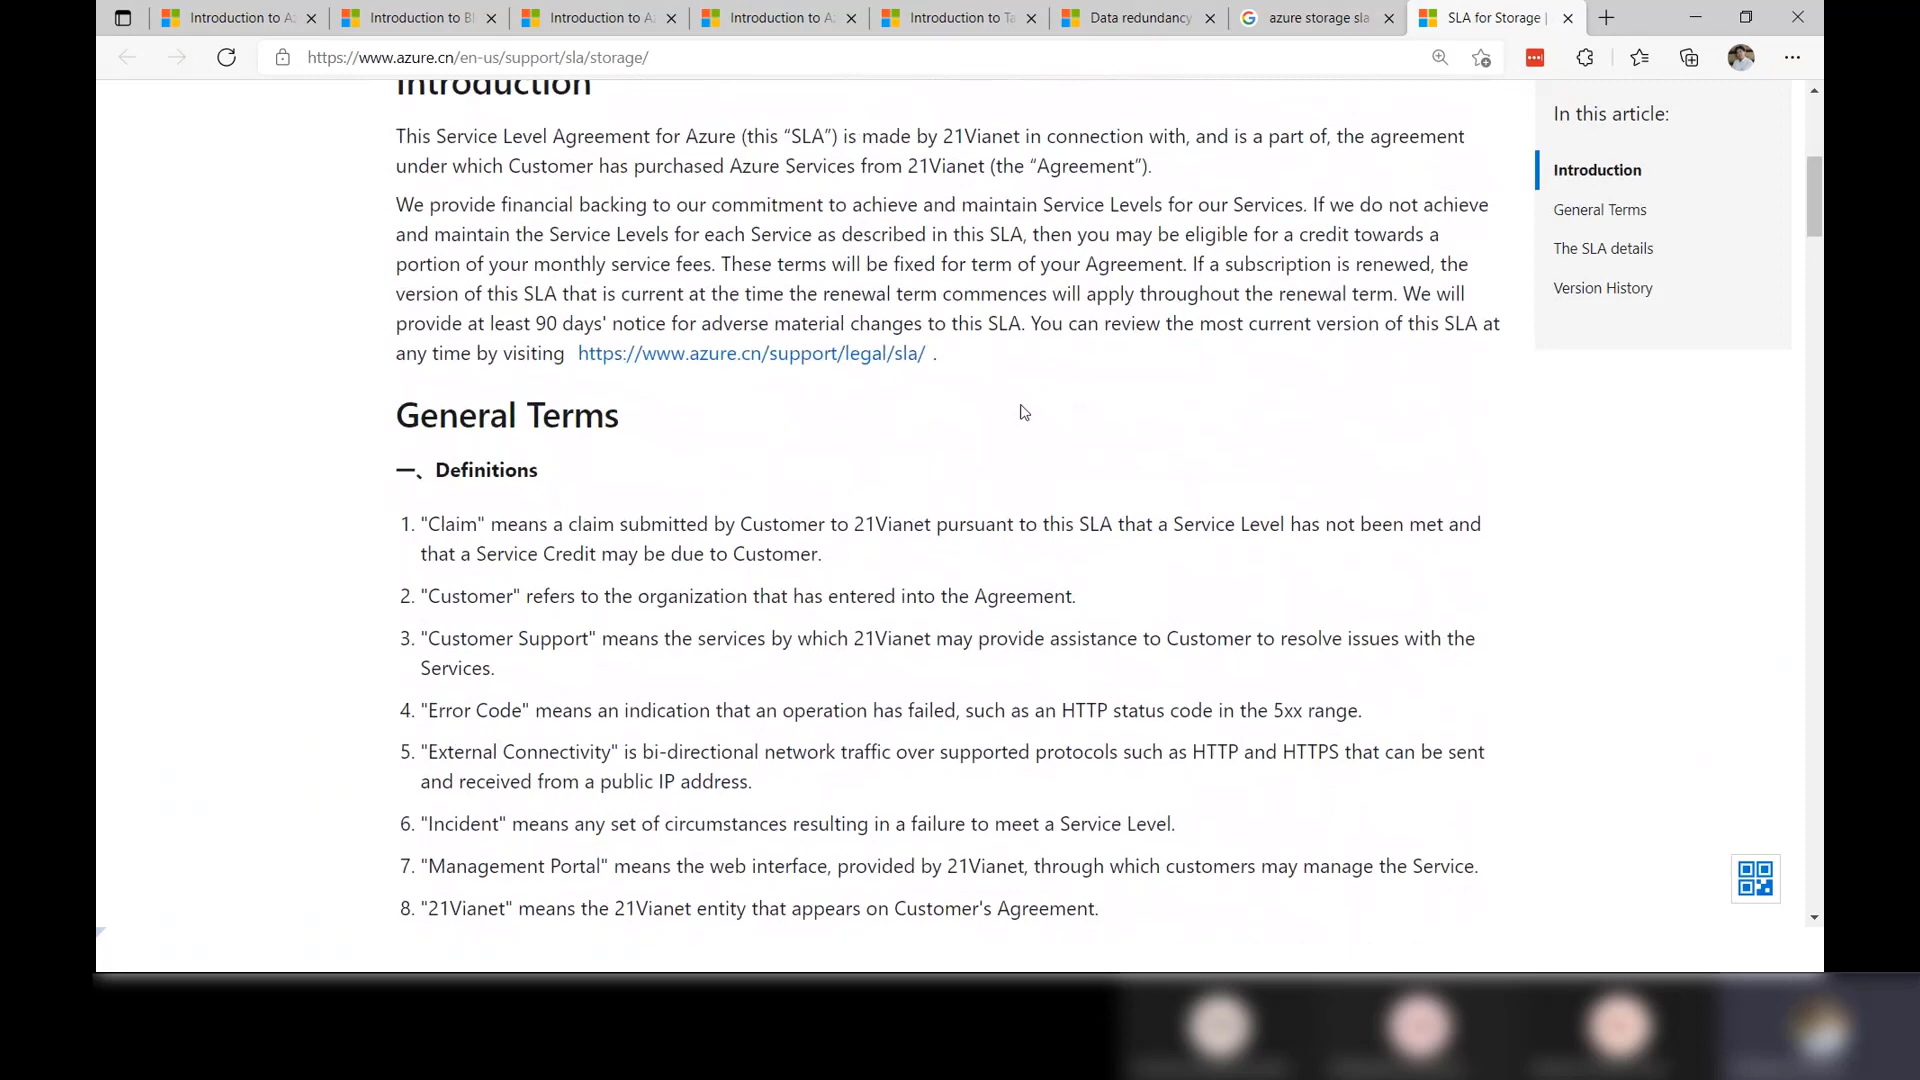 Introduction to A
Introduction to Bl
Introduction to A
Introduction to A
Introduction to Ta
Data redundancy
azure storage sla
SLA for Storage |
https://www.azure.cn/en-us/support/sla/storage/
Introduction
This Service Level Agreement for Azure (this “SLA”) is made by 21Vianet in connection with, and is a part of, the agreement
under which Customer has purchased Azure Services from 21Vianet (the “Agreement”).
We provide financial backing to our commitment to achieve and maintain Service Levels for our Services. If we do not achieve
and maintain the Service Levels for each Service as described in this SLA, then you may be eligible for a credit towards a
portion of your monthly service fees. These terms will be fixed for term of your Agreement. If a subscription is renewed, the
version of this SLA that is current at the time the renewal term commences will apply throughout the renewal term. We will
provide at least 90 days' notice for adverse material changes to this SLA. You can review the most current version of this SLA at
any time by visiting https://www.azure.cn/support/legal/sla/ .
General Terms
一、Definitions
1. "Claim" means a claim submitted by Customer to 21Vianet pursuant to this SLA that a Service Level has not been met and
that a Service Credit may be due to Customer.
2. "Customer" refers to the organization that has entered into the Agreement.
3. "Customer Support" means the services by which 21Vianet may provide assistance to Customer to resolve issues with the
Services.
4. "Error Code" means an indication that an operation has failed, such as an HTTP status code in the 5xx range.
5. "External Connectivity" is bi-directional network traffic over supported protocols such as HTTP and HTTPS that can be sent
and received from a public IP address.
6. "Incident" means any set of circumstances resulting in a failure to meet a Service Level.
7. "Management Portal" means the web interface, provided by 21Vianet, through which customers may manage the Service.
8. "21Vianet" means the 21Vianet entity that appears on Customer's Agreement.
In this article:
Introduction
General Terms
The SLA details
Version History